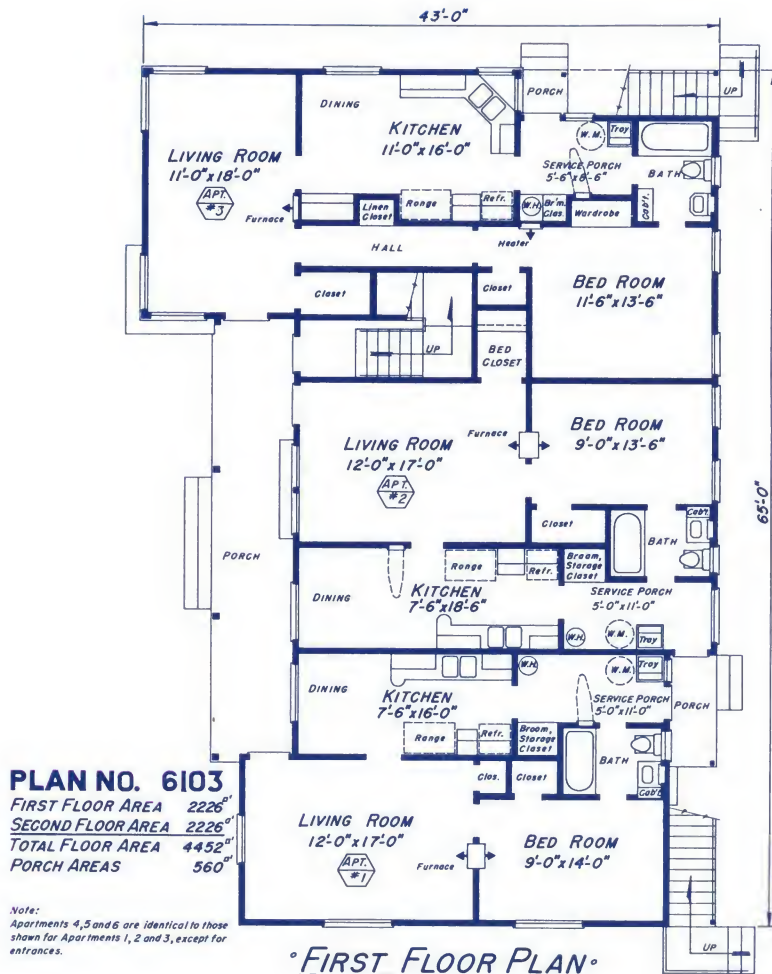 43'-0"
UP
PORCH
DINING
KITCHEN
11'-0"x16'-0"
W.M.
Tray
LIVING ROOM
11'-0"x18'-0"
APT.
#3
SERVICE PORCH
5'-6"x8'-6"
BATH
Furnace
Linen
Closet
Range
Refr.
W.H.
Br'm.
Clos.
Wardrobe
Cab't.
HALL
Heater
Closet
Closet
BED ROOM
11'-6"x13'-6"
UP
BED
CLOSET
LIVING ROOM
12'-0"x17'-0"
APT.
#2
Furnace
BED ROOM
9'-0"x13'-6"
65'-0"
Closet
Cab't.
BATH
PORCH
Range
Refr.
Broom,
Storage
Closet
DINING
KITCHEN
7'-6"x18'-6"
SERVICE PORCH
5'-0"x11'-0"
W.H.
W.M.
Tray
DINING
KITCHEN
7'-6"x16'-0"
W.H.
W.M.
Tray
SERVICE PORCH
5'-0"x11'-0"
PORCH
Range
Refr.
Broom,
Storage
Closet
BATH
Clos.
Closet
Cab't
LIVING ROOM
12'-0"x17'-0"
APT.
#1
Furnace
BED ROOM
9'-0"x14'-0"
UP
PLAN NO. 6103
FIRST FLOOR AREA 2226□'
SECOND FLOOR AREA 2226□'
TOTAL FLOOR AREA 4452□'
PORCH AREAS 560□'
Note:
Apartments 4,5 and 6 are identical to those
shown for Apartments 1, 2 and 3, except for
entrances.
°FIRST FLOOR PLAN°